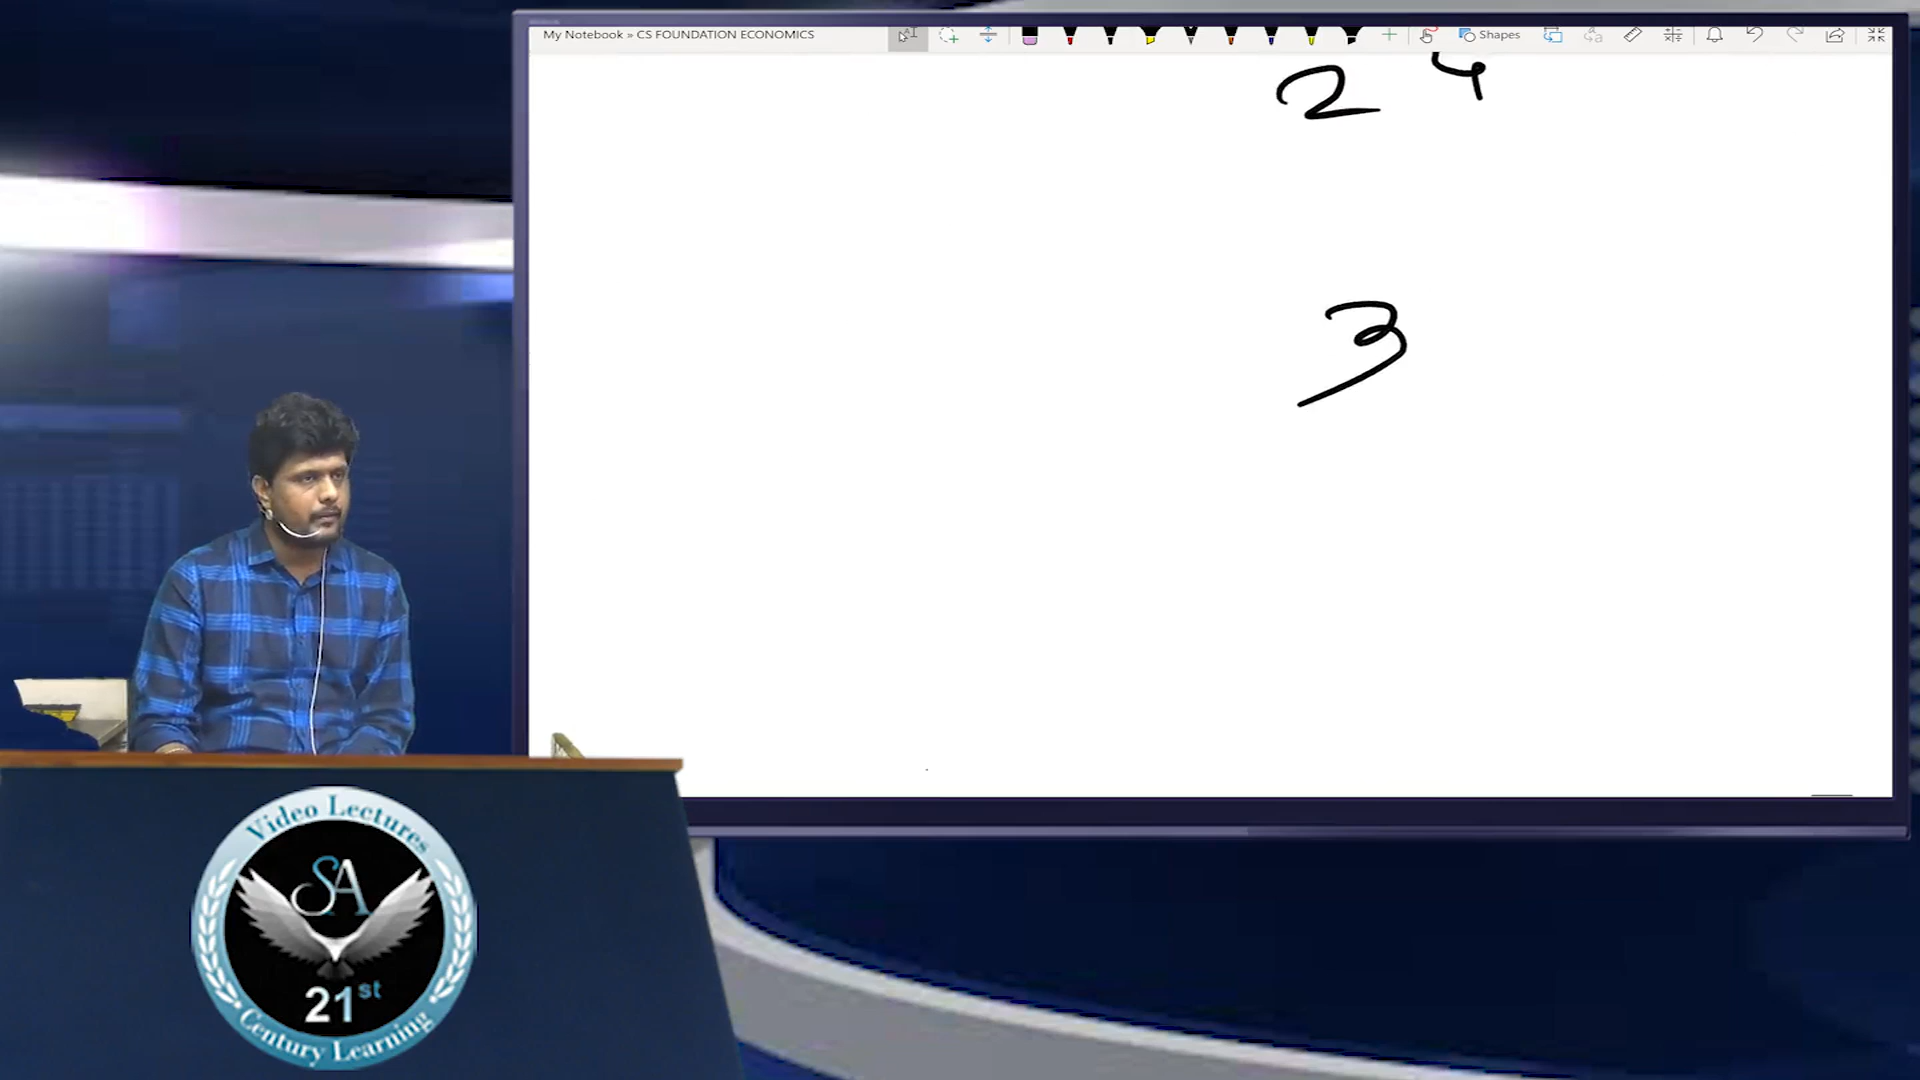 My Notebook » CS FOUNDATION ECONOMICS
Shapes
2 4
3
Video Lectures
SA
21st
Century Learning